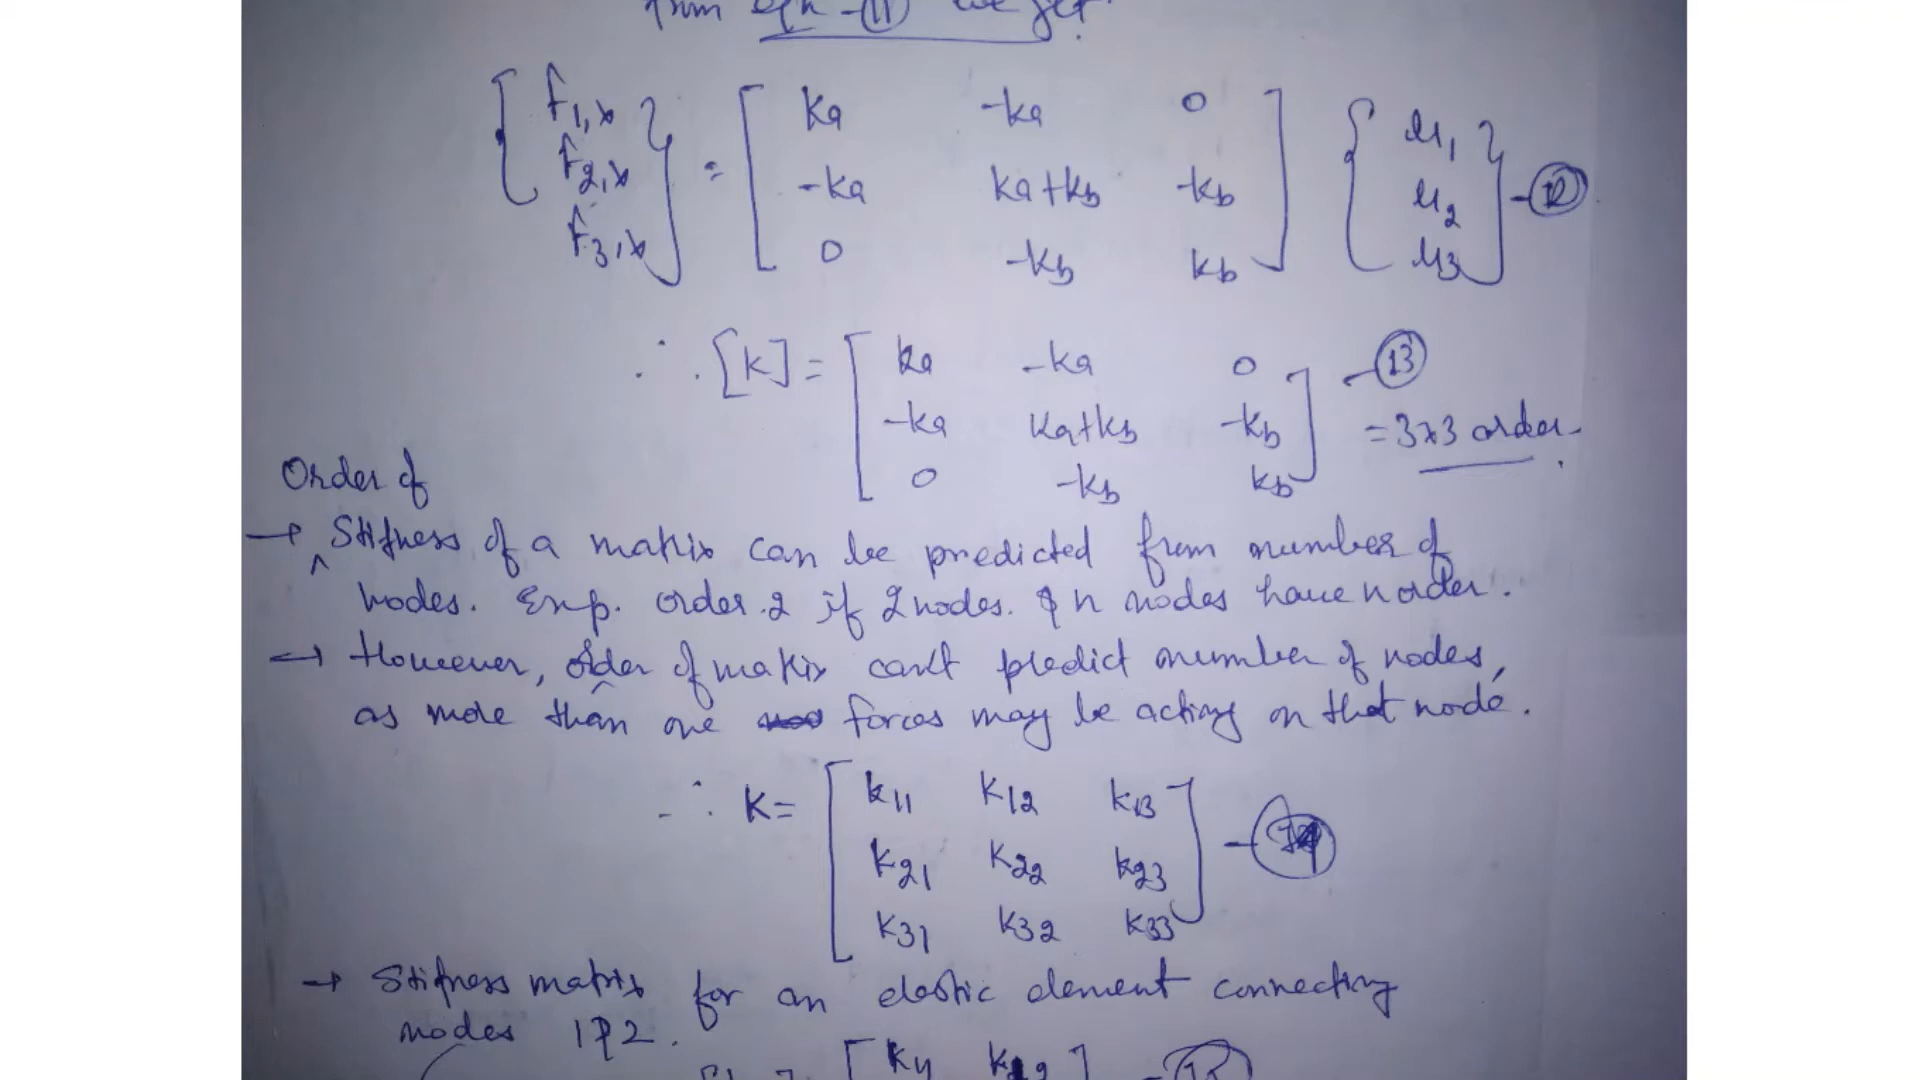 from eqn -(11) we get.
{ f1,x f2,x f3,x } = [ ka -ka 0
-ka ka+kb -kb
0 -kb kb ] { u1 u2 u3 } -(12)
∴ [k] = [ ka -ka 0 -(13)
-ka ka+kb -kb = 3x3 order.
0 -kb kb ]
Order of
→ ^ Stifness of a matrix can be predicted from number of
nodes. Exp. order.2 if 2 nodes. & n nodes have n order.
→ However, order of matrix can't predict number of nodes,
as more than one forces may be acting on that node.
∴ K = [ k11 k12 k13
k21 k22 k23 -(14)
k31 k32 k33 ]
→ Stifness matrix for an elastic element connecting
nodes 1 & 2.